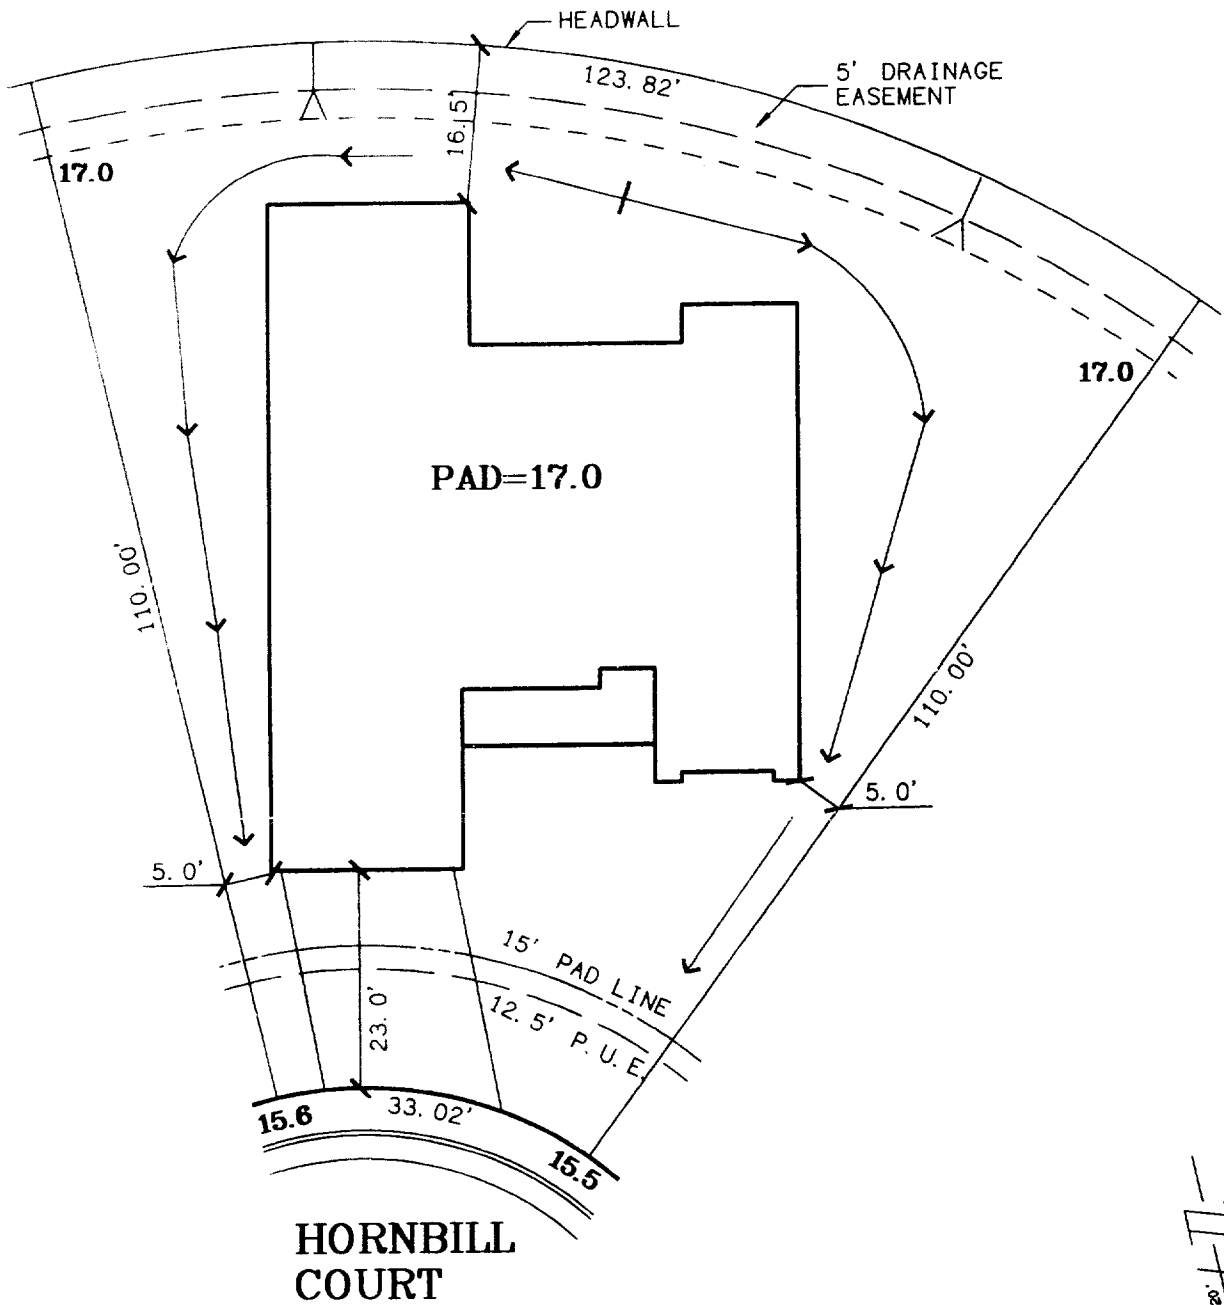 HEADWALL
123.82'
5' DRAINAGE
EASEMENT
16.5'
17.0
17.0
PAD=17.0
110.00'
110.00'
5.0'
5.0'
15' PAD LINE
12.5' P.U.E.
23.0'
33.02'
15.6
15.5
HORNBILL
COURT
20'